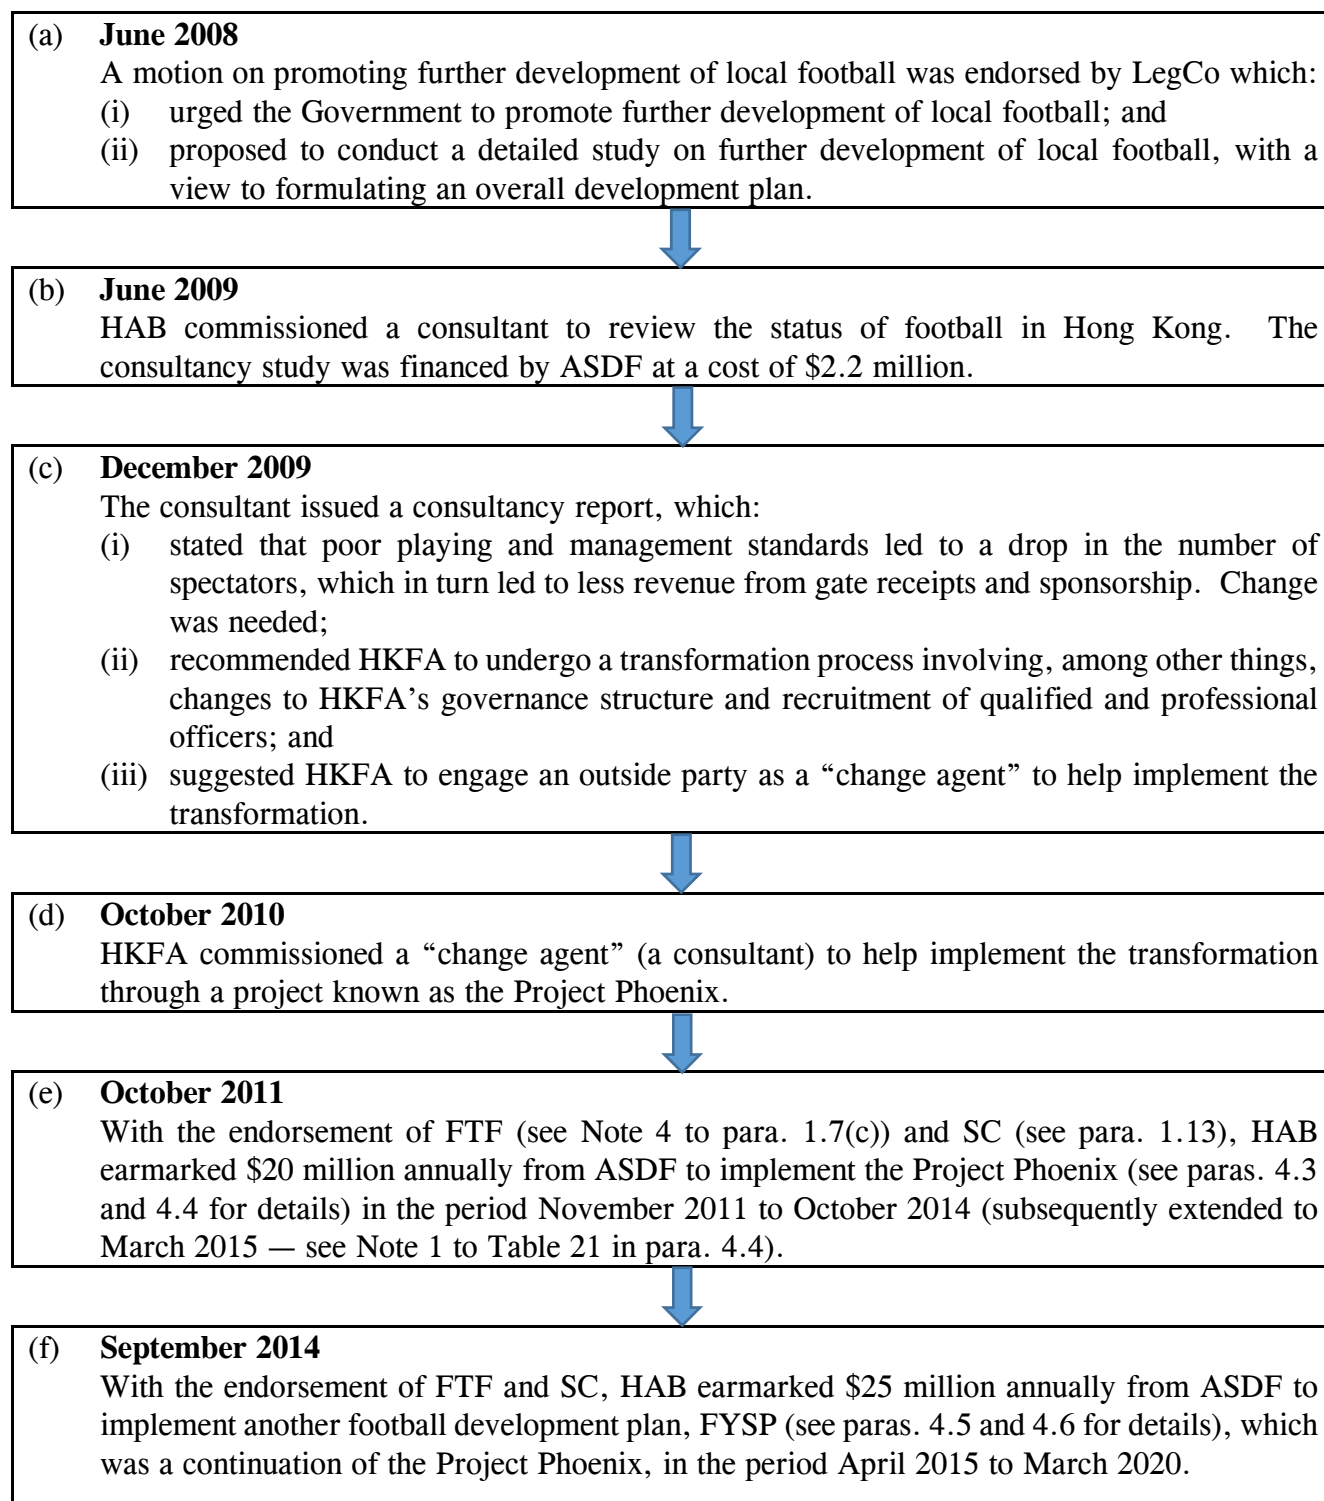 (a) June 2008
A motion on promoting further development of local football was endorsed by LegCo which:
(i) urged the Government to promote further development of local football; and
(ii) proposed to conduct a detailed study on further development of local football, with a
view to formulating an overall development plan.
(b) June 2009
HAB commissioned a consultant to review the status of football in Hong Kong. The
consultancy study was financed by ASDF at a cost of $2.2 million.
(c) December 2009
The consultant issued a consultancy report, which:
(i) stated that poor playing and management standards led to a drop in the number of
spectators, which in turn led to less revenue from gate receipts and sponsorship. Change
was needed;
(ii) recommended HKFA to undergo a transformation process involving, among other things,
changes to HKFA’s governance structure and recruitment of qualified and professional
officers; and
(iii) suggested HKFA to engage an outside party as a “change agent” to help implement the
transformation.
(d) October 2010
HKFA commissioned a “change agent” (a consultant) to help implement the transformation
through a project known as the Project Phoenix.
(e) October 2011
With the endorsement of FTF (see Note 4 to para. 1.7(c)) and SC (see para. 1.13), HAB
earmarked $20 million annually from ASDF to implement the Project Phoenix (see paras. 4.3
and 4.4 for details) in the period November 2011 to October 2014 (subsequently extended to
March 2015 — see Note 1 to Table 21 in para. 4.4).
(f) September 2014
With the endorsement of FTF and SC, HAB earmarked $25 million annually from ASDF to
implement another football development plan, FYSP (see paras. 4.5 and 4.6 for details), which
was a continuation of the Project Phoenix, in the period April 2015 to March 2020.